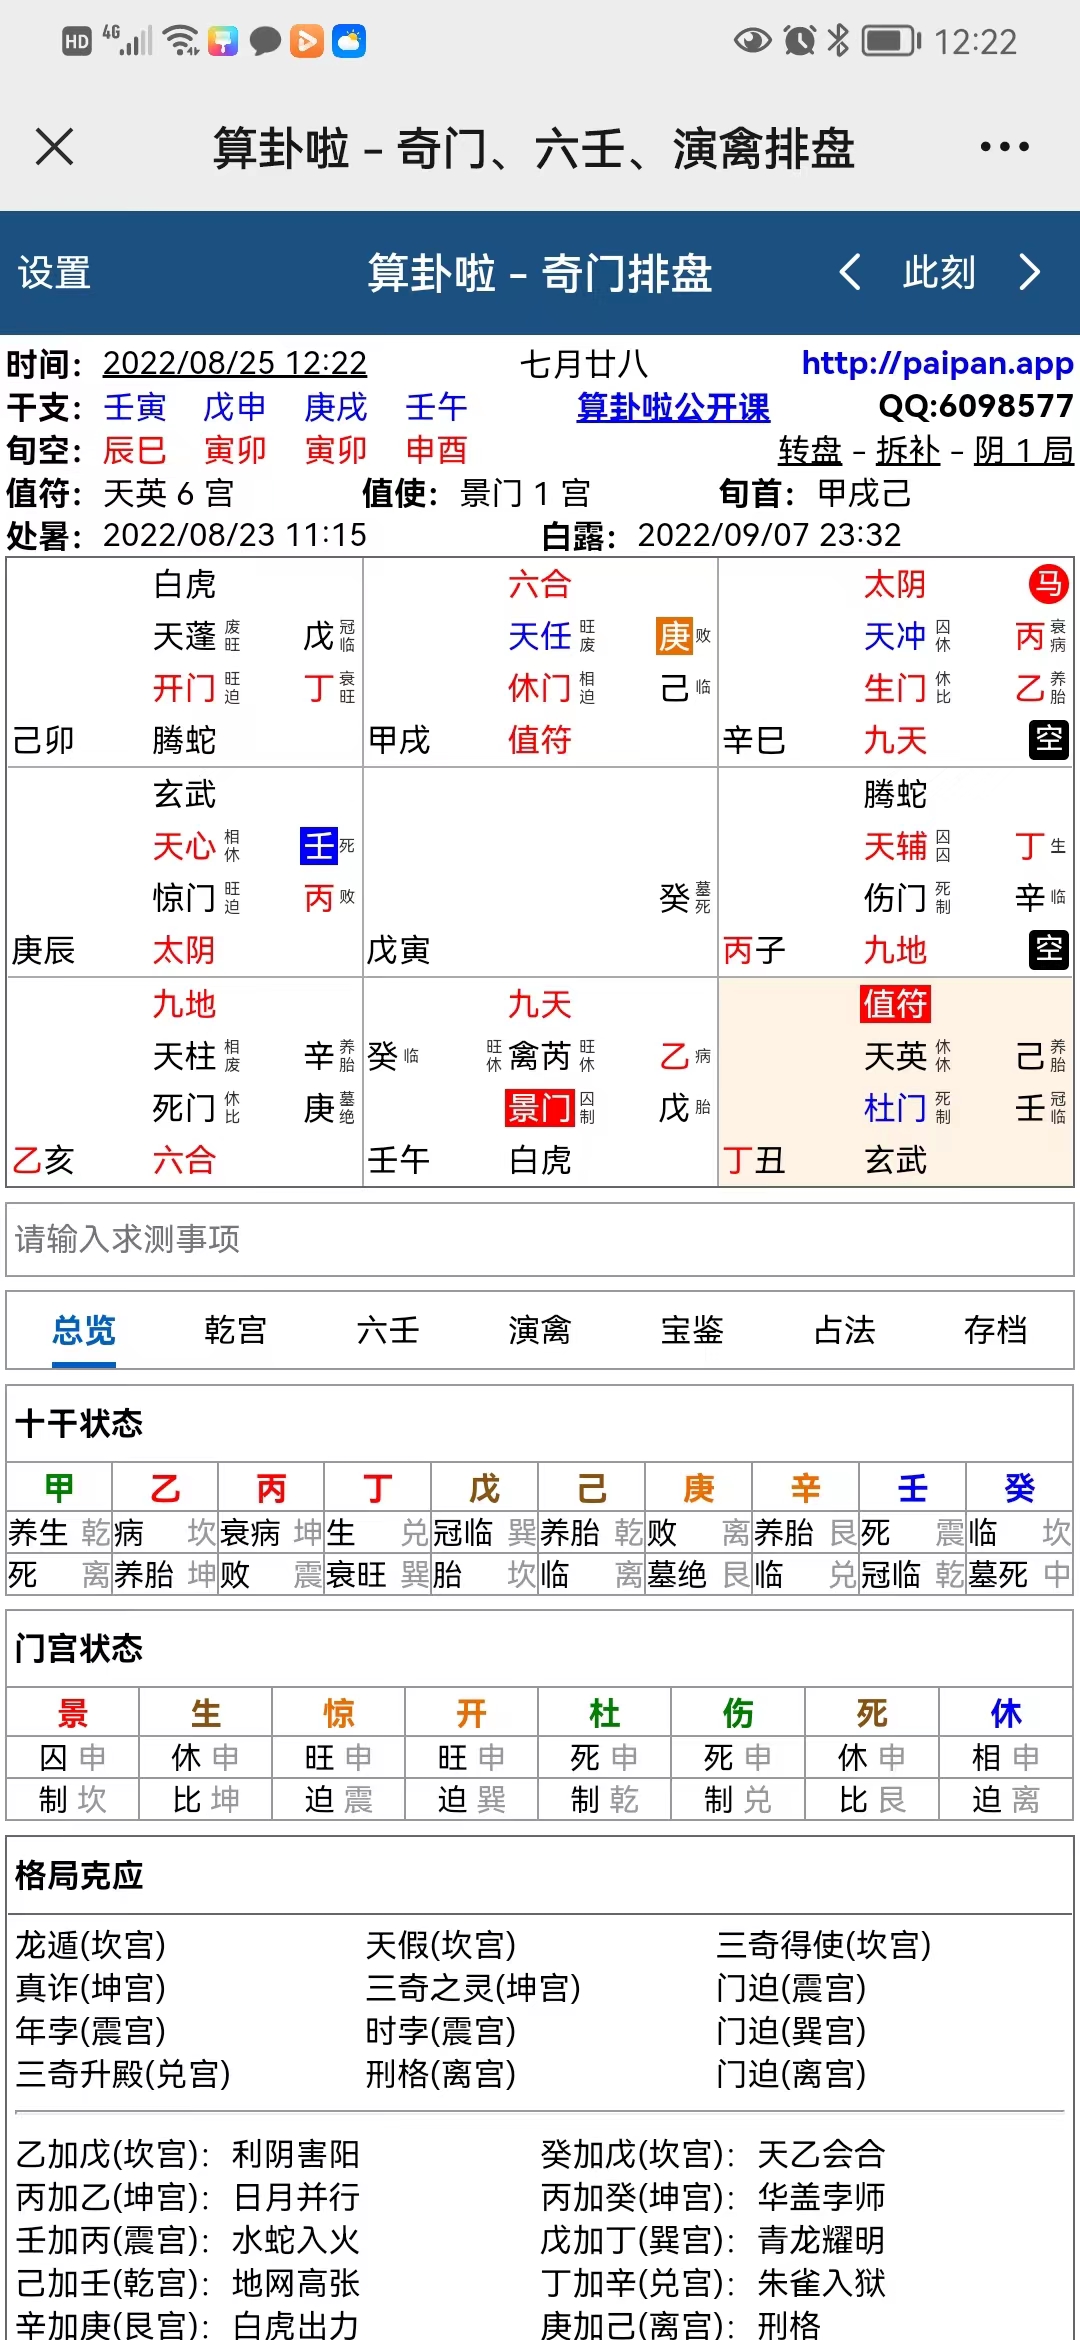 HD 4G 12:22
算卦啦 – 奇门、六壬、演禽排盘
设置 算卦啦 – 奇门排盘 此刻
时间： 2022/08/25 12:22 七月廿八 http://paipan.app
干支： 壬寅 戊申 庚戌 壬午 算卦啦公开课 QQ:6098577
旬空： 辰巳 寅卯 寅卯 申酉 转盘 – 拆补 – 阴 1 局
值符： 天英 6 宫 值使： 景门 1 宫 旬首： 甲戌己
处暑： 2022/08/23 11:15 白露： 2022/09/07 23:32
白虎 六合 太阴 马
天蓬 废旺 戊 冠临 天任 旺废 庚 败 天冲 囚休 丙 衰病
开门 旺迫 丁 衰旺 休门 相迫 己 临 生门 休比 乙 养胎
己卯 腾蛇 甲戌 值符 辛巳 九天 空
玄武 腾蛇
天心 相休 壬 死 天辅 囚囚 丁 生
惊门 旺迫 丙 败 癸 墓死 伤门 死制 辛 临
庚辰 太阴 戊寅 丙子 九地 空
九地 九天 值符
天柱 相废 辛 养胎 癸 临 旺休 禽芮 旺休 乙 病 天英 休休 己 养胎
死门 休比 庚 墓绝 景门 囚制 戊 胎 杜门 死制 壬 冠临
乙亥 六合 壬午 白虎 丁丑 玄武
请输入求测事项
总览 乾宫 六壬 演禽 宝鉴 占法 存档
十干状态
甲 乙 丙 丁 戊 己 庚 辛 壬 癸
养生 乾 病 坎 衰病 坤 生 兑 冠临 巽 养胎 乾 败 离 养胎 艮 死 震 临 坎
死 离 养胎 坤 败 震 衰旺 巽 胎 坎 临 离 墓绝 艮 临 兑 冠临 乾 墓死 中
门宫状态
景 生 惊 开 杜 伤 死 休
囚 申 休 申 旺 申 旺 申 死 申 死 申 休 申 相 申
制 坎 比 坤 迫 震 迫 巽 制 乾 制 兑 比 艮 迫 离
格局克应
龙遁(坎宫) 天假(坎宫) 三奇得使(坎宫)
真诈(坤宫) 三奇之灵(坤宫) 门迫(震宫)
年孛(震宫) 时孛(震宫) 门迫(巽宫)
三奇升殿(兑宫) 刑格(离宫) 门迫(离宫)
乙加戊(坎宫)： 利阴害阳 癸加戊(坎宫)： 天乙会合
丙加乙(坤宫)： 日月并行 丙加癸(坤宫)： 华盖孛师
壬加丙(震宫)： 水蛇入火 戊加丁(巽宫)： 青龙耀明
己加壬(乾宫)： 地网高张 丁加辛(兑宫)： 朱雀入狱
辛加庚(艮宫)： 白虎出力 庚加己(离宫)： 刑格